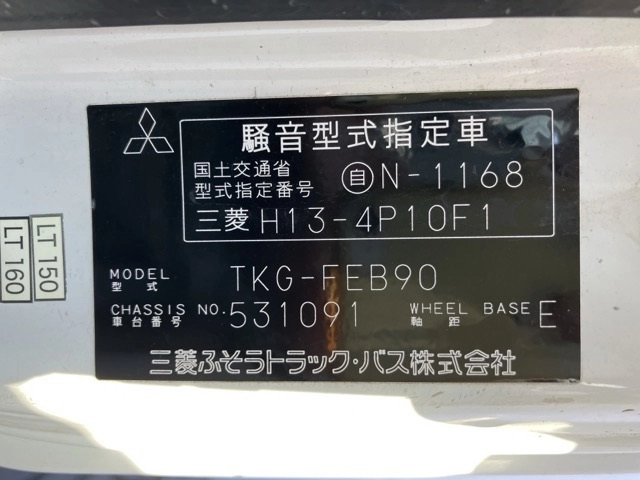 騒音型式指定車
国土交通省
型式指定番号 自N-1168
三菱 H13-4P10F1
MODEL
型式 TKG-FEB90
CHASSIS NO.
車台番号 531091 WHEEL BASE
軸距 E
三菱ふそうトラック・バス株式会社
LT 150
LT 160